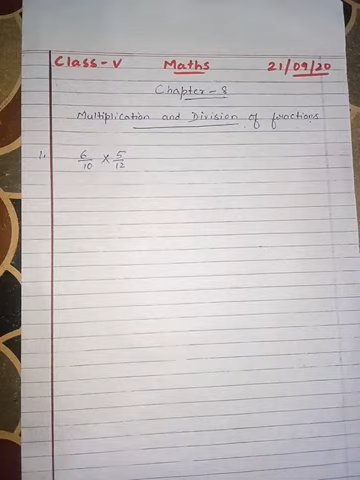 Class - V Maths 21/09/20
Chapter - 8
Multiplication and Division of fractions
1. 6/10 × 5/12